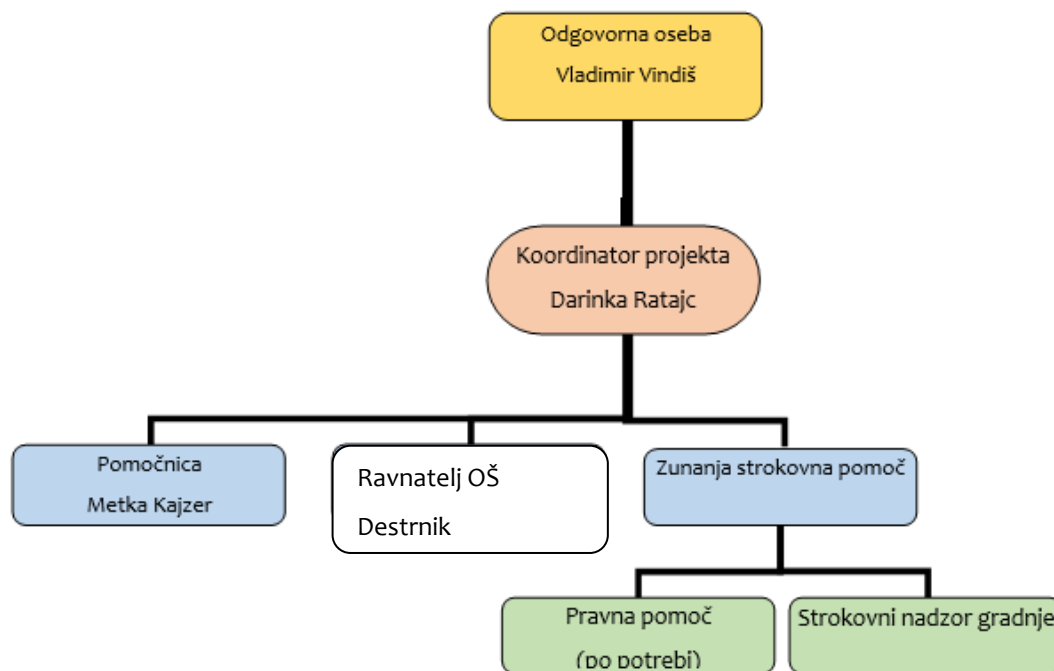 Odgovorna oseba
Vladimir Vindiš
Koordinator projekta
Darinka Ratajc
Pomočnica
Metka Kajzer
Ravnatelj OŠ
Destrnik
Zunanja strokovna pomoč
Pravna pomoč
(po potrebi)
Strokovni nadzor gradnje